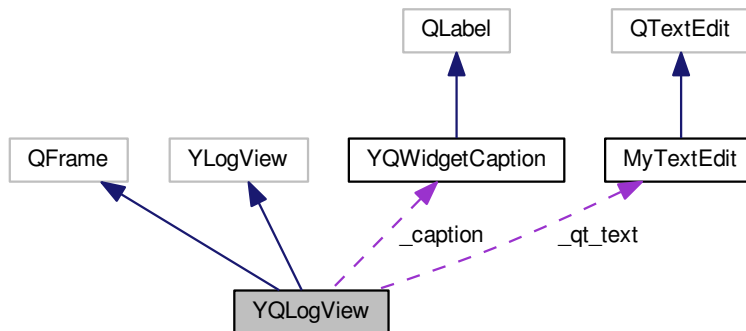 QLabel
QTextEdit
QFrame
YLogView
YQWidgetCaption
MyTextEdit
_caption
_qt_text
YQLogView